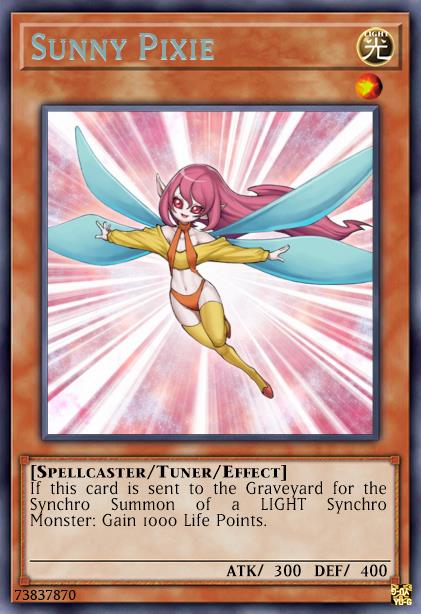 Sunny Pixie
LIGHT
光
[Spellcaster/Tuner/Effect]
If this card is sent to the Graveyard for the
Synchro Summon of a LIGHT Synchro
Monster: Gain 1000 Life Points.
ATK/ 300 DEF/ 400
73837870